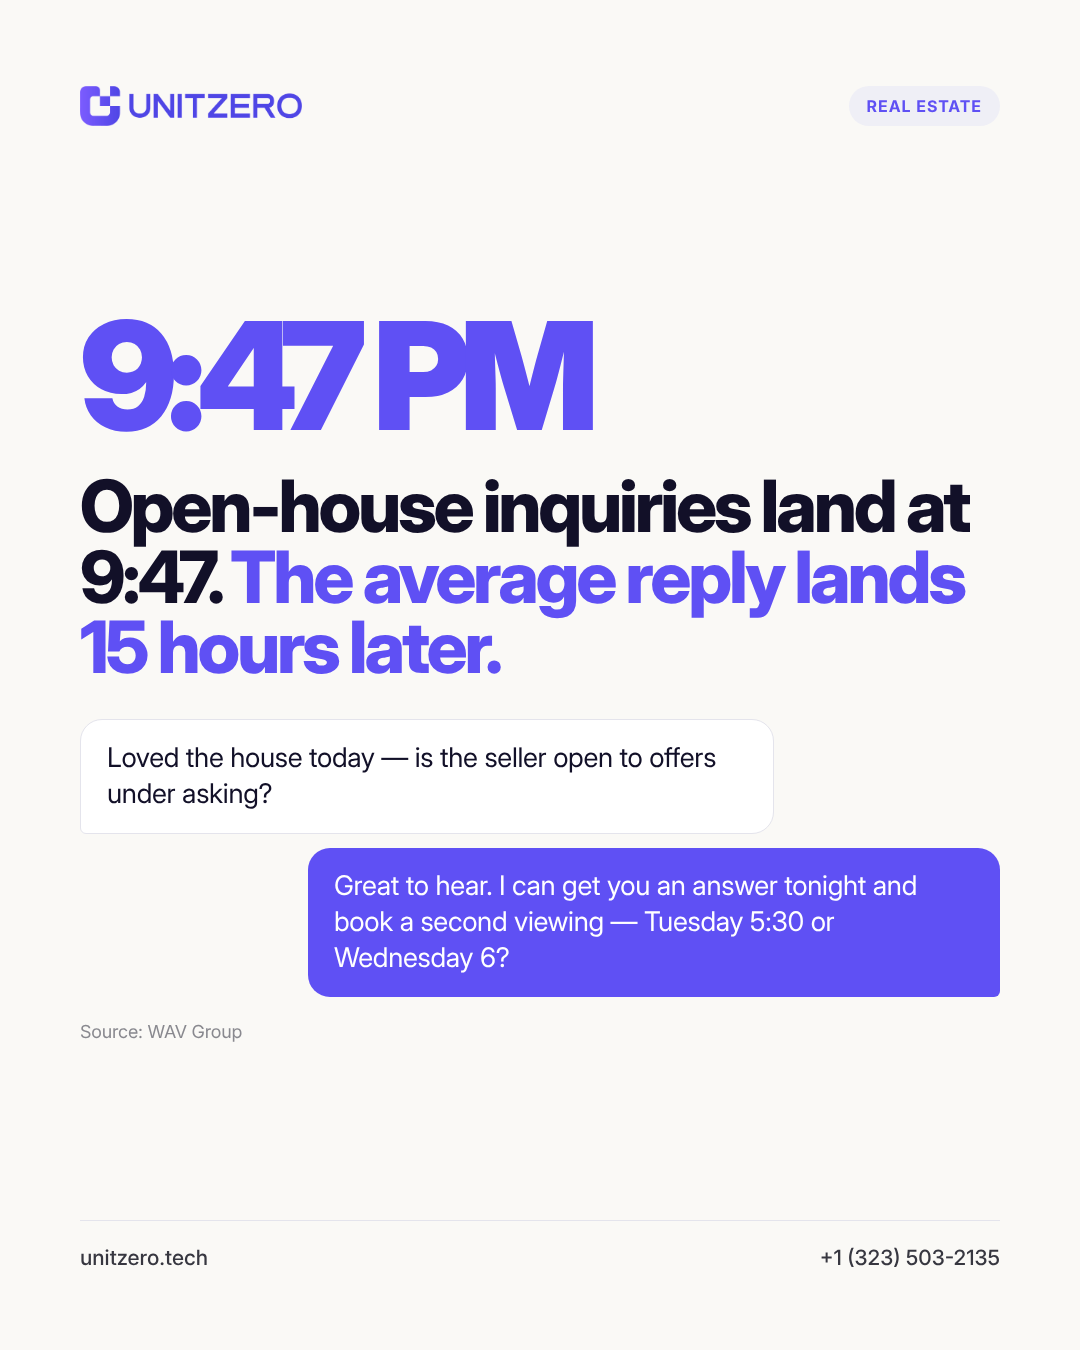 UNITZERO
REAL ESTATE
9:47 PM
Open-house inquiries land at
9:47. The average reply lands
15 hours later.
Loved the house today — is the seller open to offers
under asking?
Great to hear. I can get you an answer tonight and
book a second viewing — Tuesday 5:30 or
Wednesday 6?
Source: WAV Group
unitzero.tech
+1 (323) 503-2135